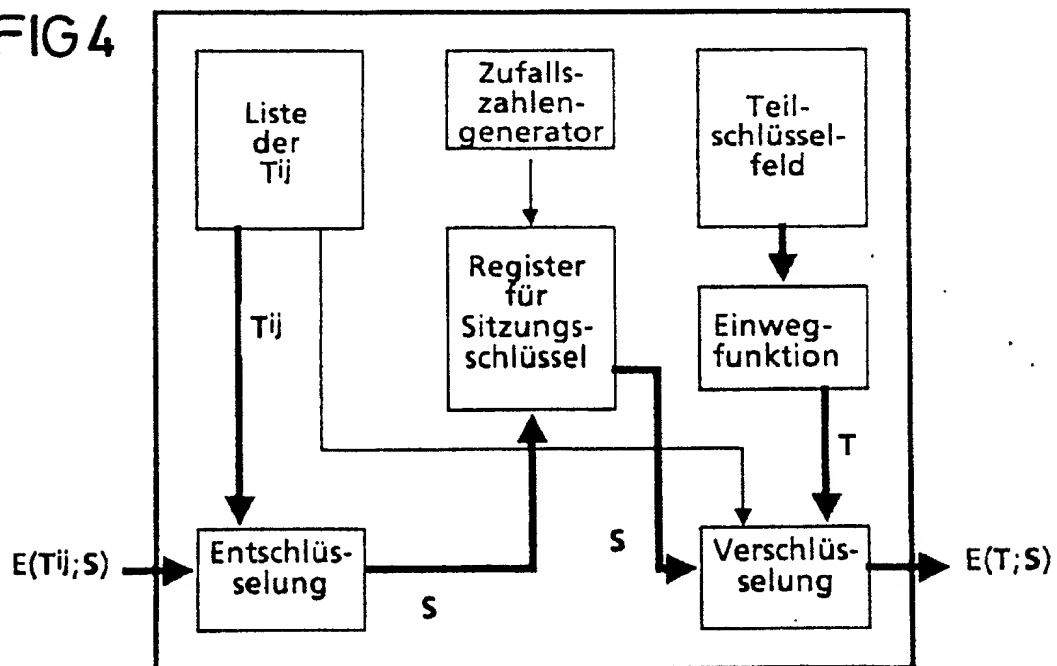 FIG 4
Liste
der
Tij
Zufalls-
zahlen-
generator
Teil-
schlüssel-
feld
Register
für
Sitzungs-
schlüssel
Einweg-
funktion
Tij
T
E(Tij;S)
Entschlüs-
selung
S
S
Verschlüs-
selung
E(T;S)